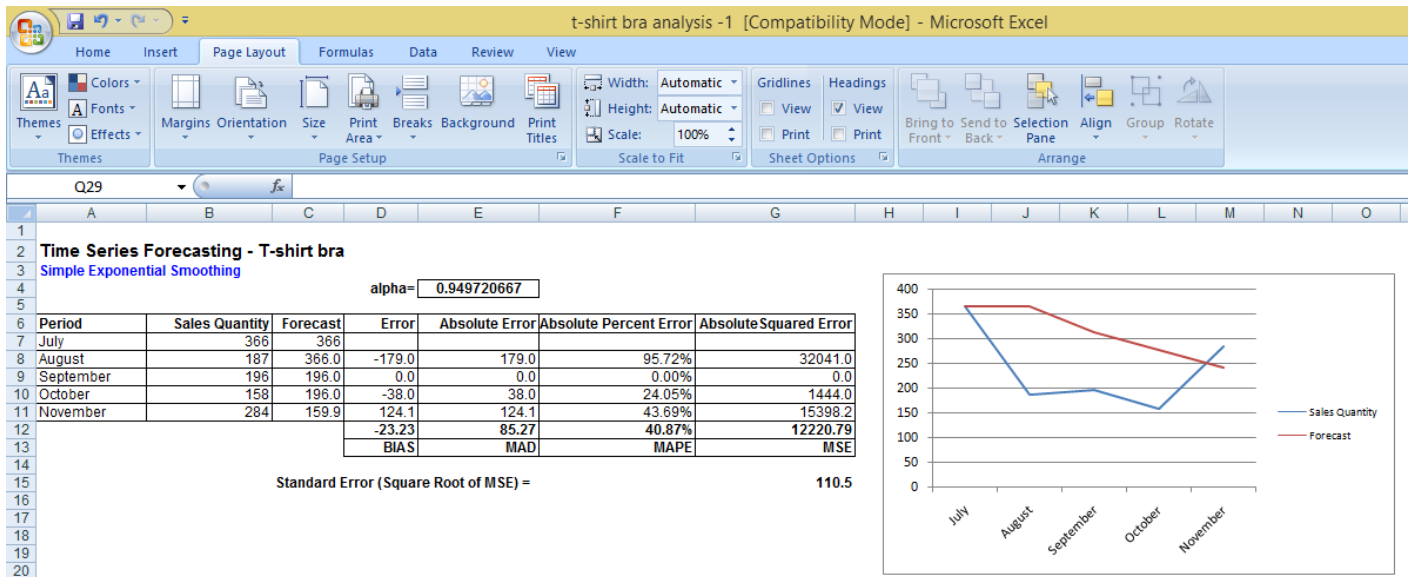 t-shirt bra analysis -1 [Compatibility Mode] - Microsoft Excel
Home Insert Page Layout Formulas Data Review View
Themes
Colors
Fonts
Effects
Themes
Margins Orientation Size Print Area Breaks Background Print Titles
Page Setup
Width: Automatic
Height: Automatic
Scale: 100%
Scale to Fit
Gridlines Headings
View View
Print Print
Sheet Options
Bring to Front Send to Back Selection Pane Align Group Rotate
Arrange
Q29 fx
A B C D E F G H I J K L M N O
1
2 Time Series Forecasting - T-shirt bra
3 Simple Exponential Smoothing
4 alpha= 0.949720667
5
6 Period Sales Quantity Forecast Error Absolute Error Absolute Percent Error Absolute Squared Error
7 July 366 366
8 August 187 366.0 -179.0 179.0 95.72% 32041.0
9 September 196 196.0 0.0 0.0 0.00% 0.0
10 October 158 196.0 -38.0 38.0 24.05% 1444.0
11 November 284 159.9 124.1 124.1 43.69% 15398.2
12 -23.23 85.27 40.87% 12220.79
13 BIAS MAD MAPE MSE
14
15 Standard Error (Square Root of MSE) = 110.5
16
17
18
19
20
400
350
300
250
200
150
100
50
0
July August September October November
Sales Quantity
Forecast